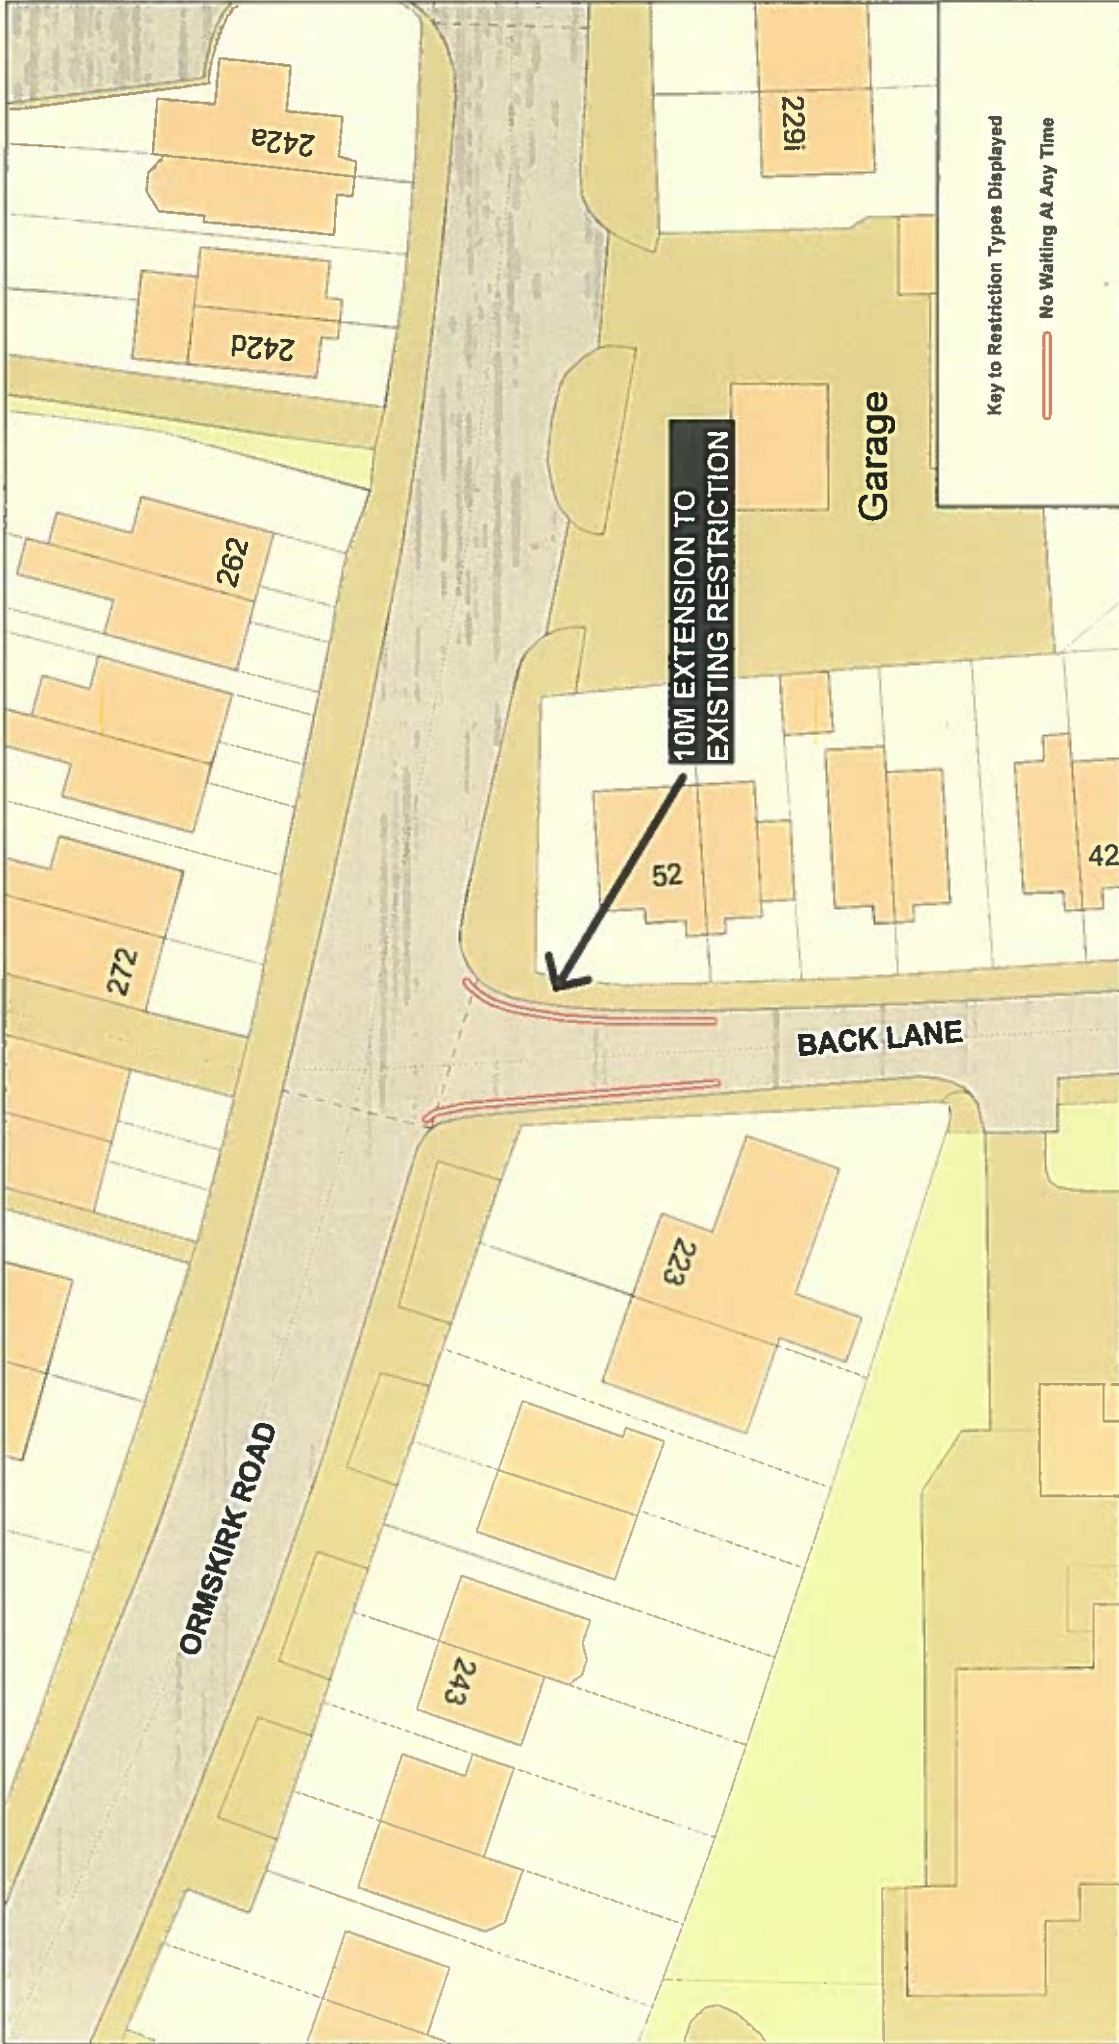 242a
229i
242d
Key to Restriction Types Displayed
No Waiting At Any Time
Garage
262
10M EXTENSION TO
EXISTING RESTRICTION
52
42
272
BACK LANE
223
ORMSKIRK ROAD
243